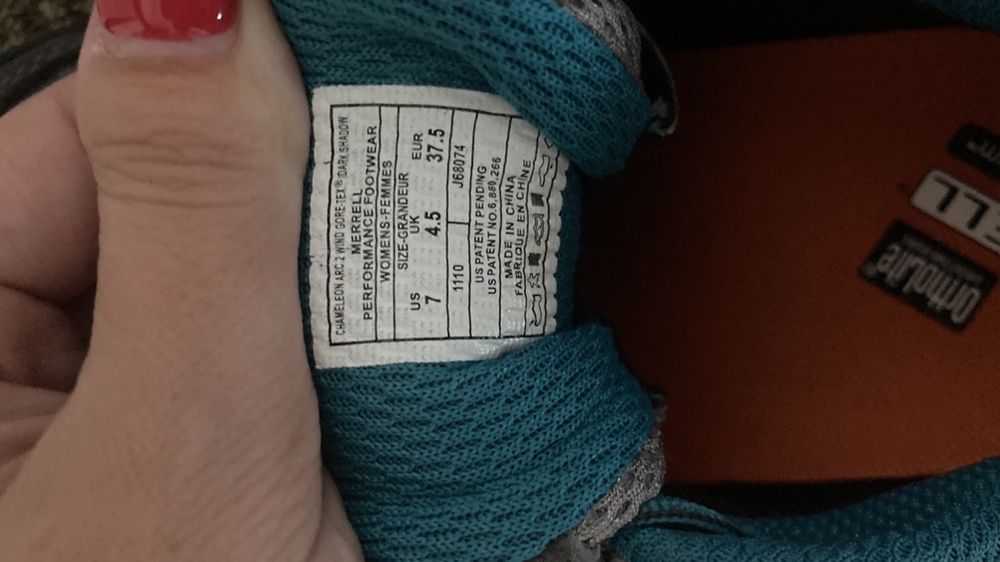 CHAMELEON ARC 2 WIND GORE-TEX® /DARK SHADOW
MERRELL
PERFORMANCE FOOTWEAR
WOMENS-FEMMES
SIZE-GRANDEUR
US UK EUR
7 4.5 37.5
1110 J68074
US PATENT PENDING
US PATENT NO.6,880,266
MADE IN CHINA
FABRIQUE EN CHINE
ELL
OrthoLite®